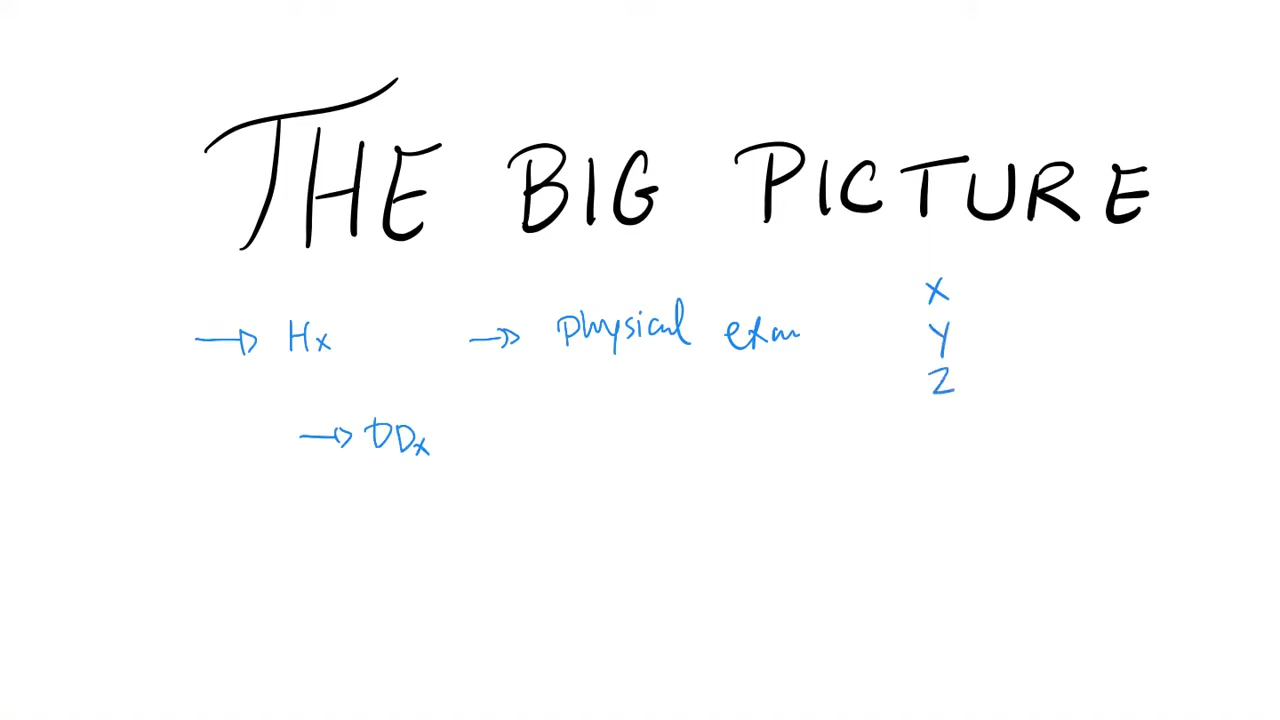 THE BIG PICTURE
X
→ Hx → physical exam Y
Z
→ DDx